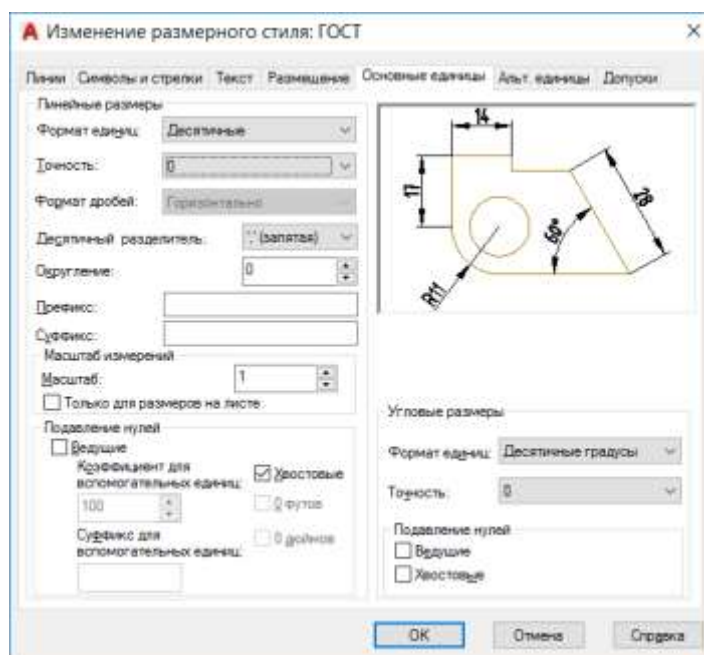 Изменение размерного стиля: ГОСТ
Линии Символы и стрелки Текст Размещение Основные единицы Альт. единицы Допуски
Линейные размеры
Формат единиц: Десятичные
Точность: 0
Формат дробей: Горизонтально
Десятичный разделитель: ',' (запятая)
Округление: 0
Префикс:
Суффикс:
Масштаб измерений
Масштаб: 1
Только для размеров на листе
Подавление нулей
Ведущие
Коэффициент для
вспомогательных единиц:
100
Суффикс для
вспомогательных единиц:
Хвостовые
0 футов
0 дюймов
14
17
28
60°
R11
Угловые размеры
Формат единиц: Десятичные градусы
Точность: 0
Подавление нулей
Ведущие
Хвостовые
ОК Отмена Справка